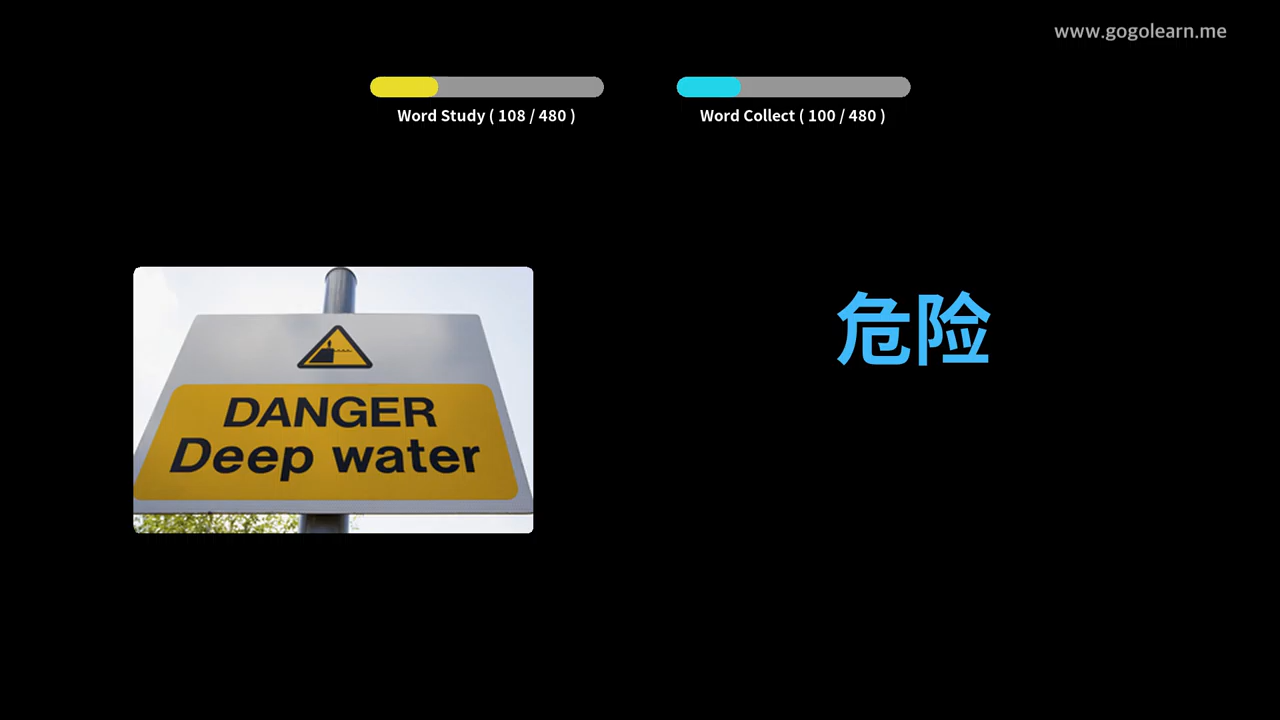 www.gogolearn.me
Word Study ( 108 / 480 )
Word Collect ( 100 / 480 )
DANGER
Deep water
危险